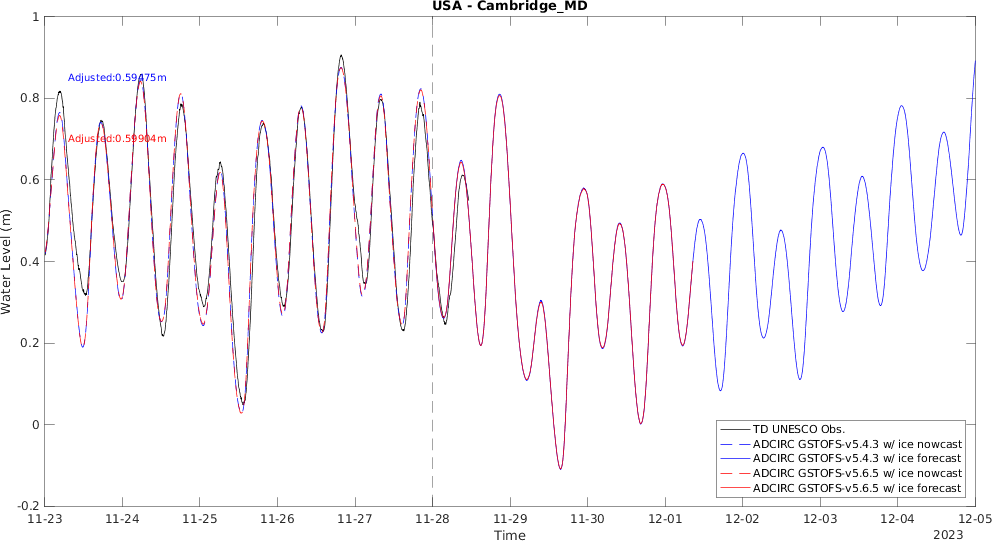 USA - Cambridge_MD
Water Level (m)
1
0.8
0.6
0.4
0.2
0
-0.2
Adjusted:0.59475m
Adjusted:0.59904m
TD UNESCO Obs.
ADCIRC GSTOFS-v5.4.3 w/ ice nowcast
ADCIRC GSTOFS-v5.4.3 w/ ice forecast
ADCIRC GSTOFS-v5.6.5 w/ ice nowcast
ADCIRC GSTOFS-v5.6.5 w/ ice forecast
11-23 11-24 11-25 11-26 11-27 11-28 11-29 11-30 12-01 12-02 12-03 12-04 12-05
Time
2023